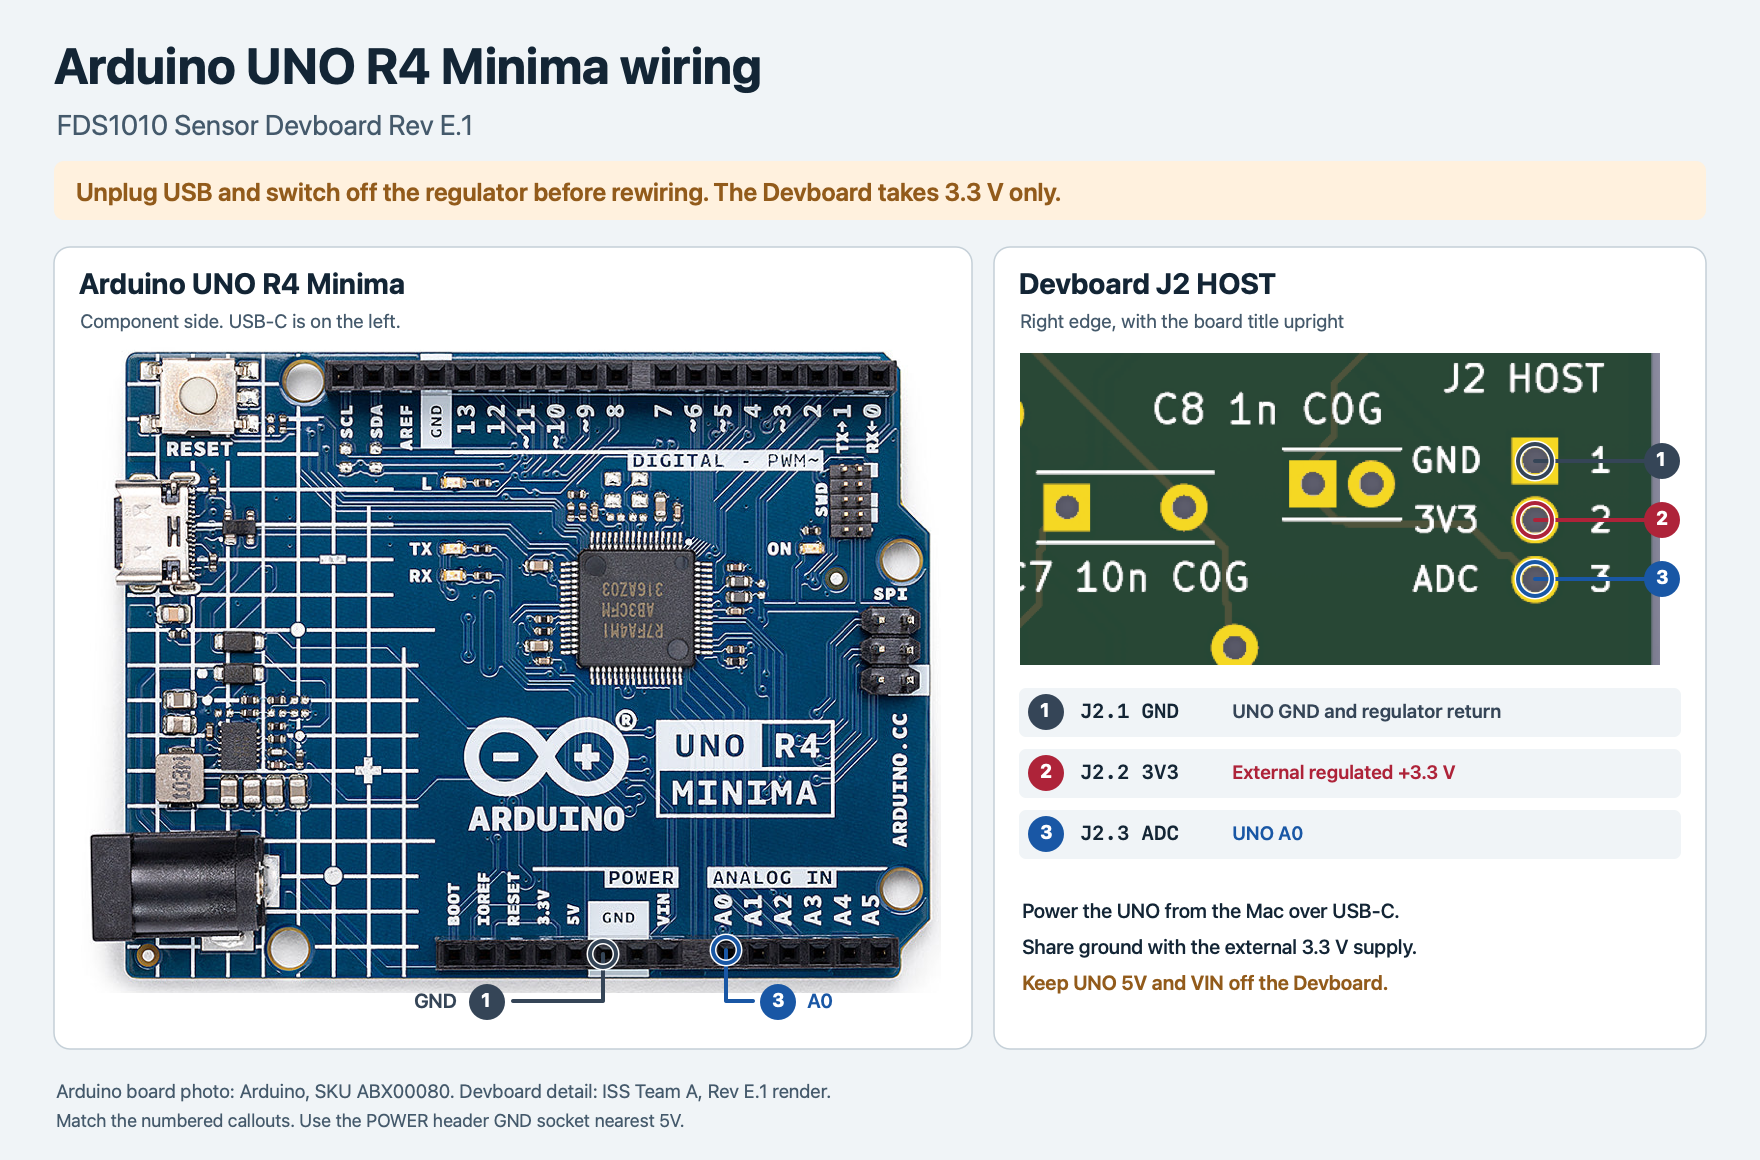 Arduino UNO R4 Minima wiring
FDS1010 Sensor Devboard Rev E.1
Unplug USB and switch off the regulator before rewiring. The Devboard takes 3.3 V only.
Arduino UNO R4 Minima
Component side. USB-C is on the left.
RESET
SCL
SDA
AREF
GND
13
12
~11
~10
~9
8
7
~6
~5
4
~3
2
TX→1
RX←0
DIGITAL - PWM~
L
SWD
TX
RX
ON
SPI
R7FA4M1
AB3CFM
316AZ03
®
UNO R4
MINIMA
ARDUINO
ARDUINO.CC
POWER
ANALOG IN
BOOT
IOREF
RESET
3.3V
5V
GND
VIN
A0
A1
A2
A3
A4
A5
GND 1
3 A0
Devboard J2 HOST
Right edge, with the board title upright
J2 HOST
C8 1n C0G
GND 1 1
3V3 2 2
ADC 3 3
C7 10n C0G
1 J2.1 GND UNO GND and regulator return
2 J2.2 3V3 External regulated +3.3 V
3 J2.3 ADC UNO A0
Power the UNO from the Mac over USB-C.
Share ground with the external 3.3 V supply.
Keep UNO 5V and VIN off the Devboard.
Arduino board photo: Arduino, SKU ABX00080. Devboard detail: ISS Team A, Rev E.1 render.
Match the numbered callouts. Use the POWER header GND socket nearest 5V.